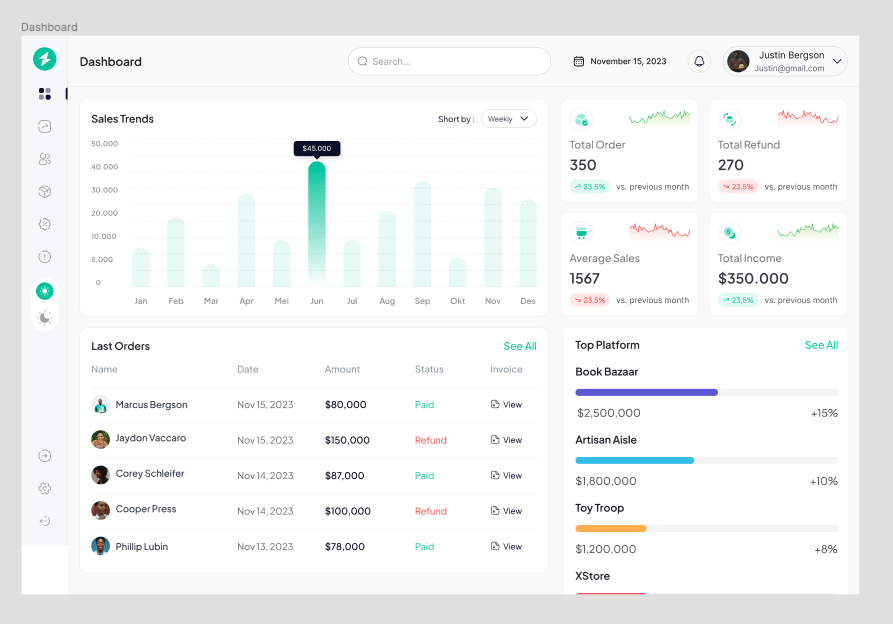 Dashboard
Dashboard
Search...
November 15, 2023
Justin Bergson
Justin@gmail.com
Sales Trends
Short by :
Weekly
50.000
40.000
30.000
20.000
10.000
5.000
0
$45.000
Jan Feb Mar Apr Mei Jun Jul Aug Sep Okt Nov Des
Total Order
350
23,5% vs. previous month
Total Refund
270
23,5% vs. previous month
Average Sales
1567
23,5% vs. previous month
Total Income
$350.000
23,5% vs. previous month
Last Orders
See All
Name Date Amount Status Invoice
Marcus Bergson Nov 15, 2023 $80,000 Paid View
Jaydon Vaccaro Nov 15, 2023 $150,000 Refund View
Corey Schleifer Nov 14, 2023 $87,000 Paid View
Cooper Press Nov 14, 2023 $100,000 Refund View
Phillip Lubin Nov 13, 2023 $78,000 Paid View
Top Platform
See All
Book Bazaar
$2,500,000 +15%
Artisan Aisle
$1,800,000 +10%
Toy Troop
$1,200,000 +8%
XStore